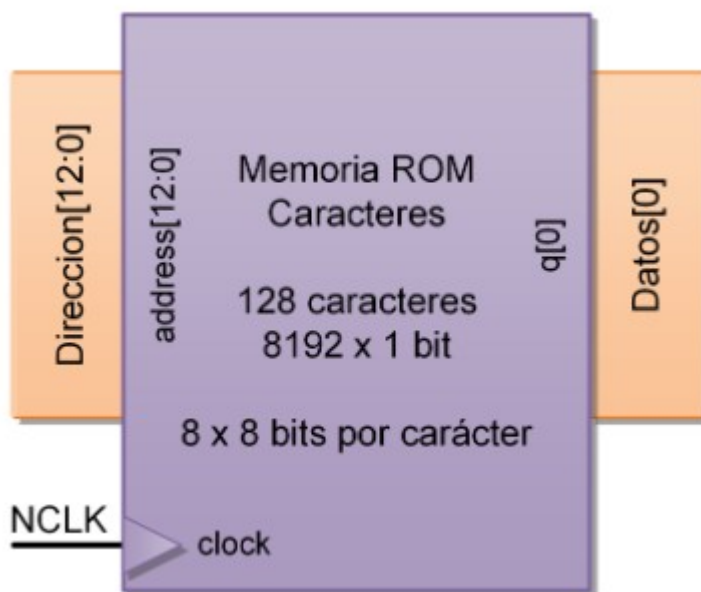 Direccion[12:0]
address[12:0]
Memoria ROM
Caracteres
128 caracteres
8192 x 1 bit
8 x 8 bits por carácter
q[0]
Datos[0]
NCLK
clock